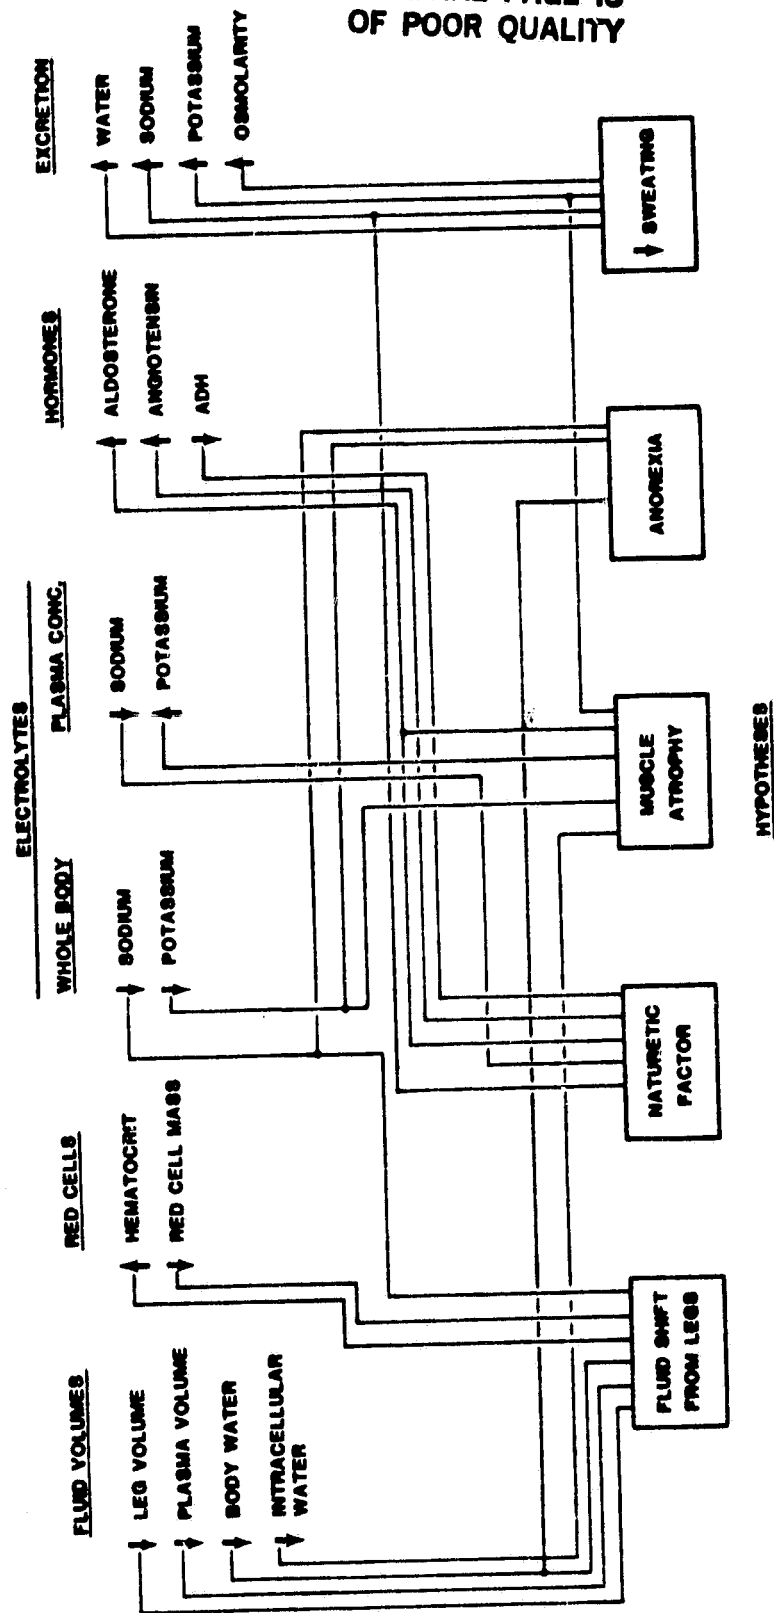 OF POOR QUALITY
FLUID VOLUMES
LEG VOLUME
PLASMA VOLUME
BODY WATER
INTRACELLULAR
WATER
RED CELLS
HEMATOCRIT
RED CELL MASS
ELECTROLYTES
WHOLE BODY
SODIUM
POTASSIUM
PLASMA CONC.
SODIUM
POTASSIUM
HORMONES
ALDOSTERONE
ANGIOTENSIN
ADH
EXCRETION
WATER
SODIUM
POTASSIUM
OSMOLARITY
FLUID SHIFT
FROM LEGS
NATURETIC
FACTOR
MUSCLE
ATROPHY
ANOREXIA
SWEATING
HYPOTHESES